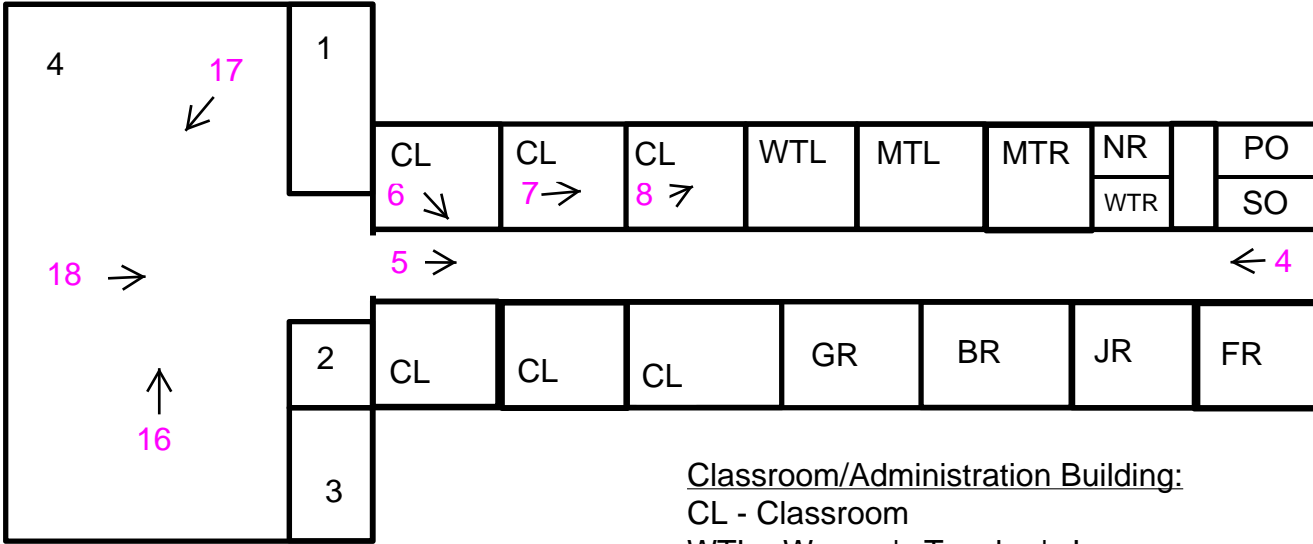 4
17
1
CL
CL
CL
WTL
MTL
MTR
NR
PO
6
7
8
WTR
SO
18
5
4
2
CL
CL
CL
GR
BR
JR
FR
16
3
Classroom/Administration Building:
CL - Classroom